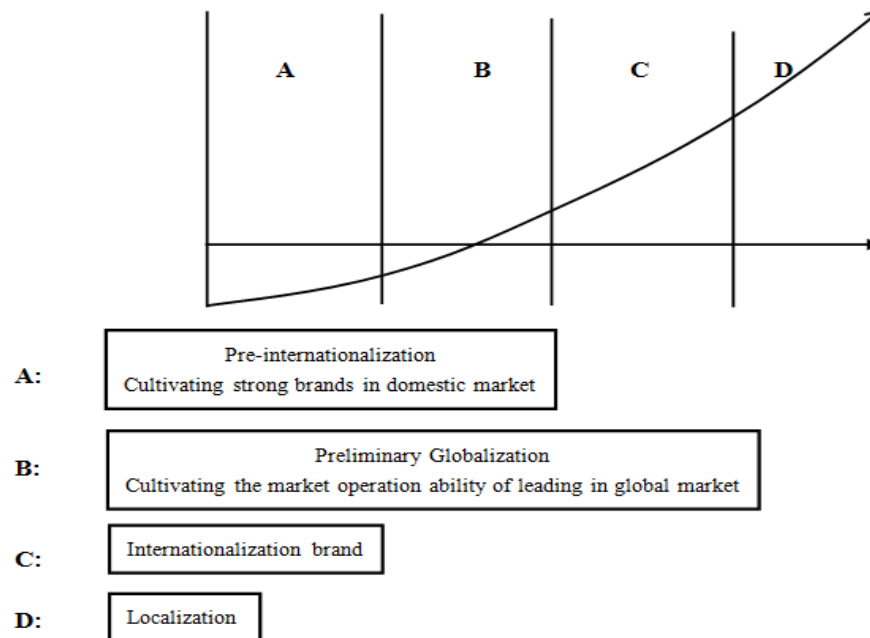 A B C D
A:
Pre-internationalization
Cultivating strong brands in domestic market
B:
Preliminary Globalization
Cultivating the market operation ability of leading in global market
C:
Internationalization brand
D:
Localization